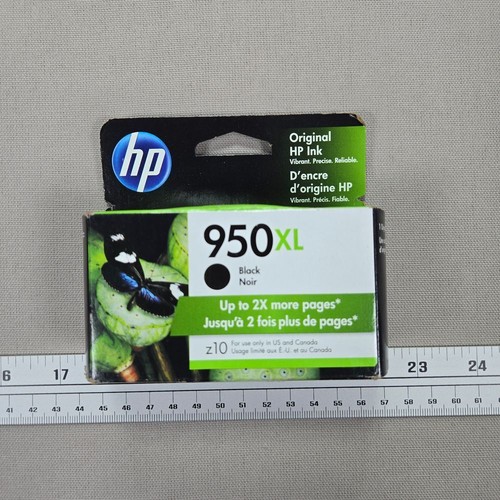 hp
Original
HP Ink
Vibrant. Precise. Reliable.
D'encre
d'origine HP
Vibrant. Précis. Fiable.
950XL
Black
Noir
Up to 2X more pages*
Jusqu'à 2 fois plus de pages*
z10 For use only in US and Canada
Usage limité aux É.U. et au Canada
6 17 23 24
41 42 43 44 45 46 47 48 49 50 51 52 53 54 55 56 57 58 59 60 61